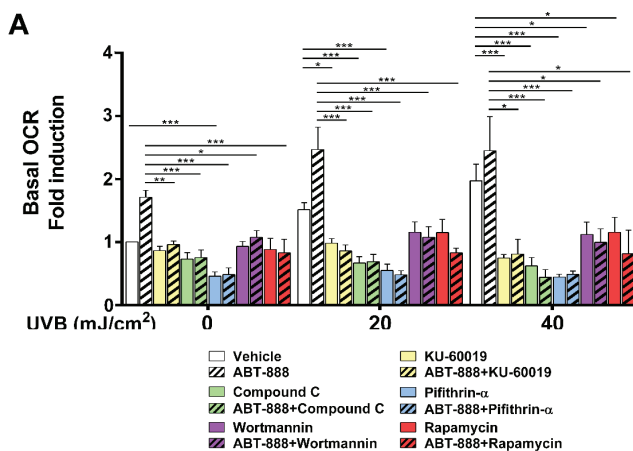 A
Basal OCR
Fold induction
4
3
2
1
0
***
***
*
***
***
**
***
***
*
***
***
***
***
***
*
*
***
***
***
*
*
***
***
*
UVB (mJ/cm²) 0 20 40
Vehicle
ABT-888
Compound C
ABT-888+Compound C
Wortmannin
ABT-888+Wortmannin
KU-60019
ABT-888+KU-60019
Pifithrin-α
ABT-888+Pifithrin-α
Rapamycin
ABT-888+Rapamycin